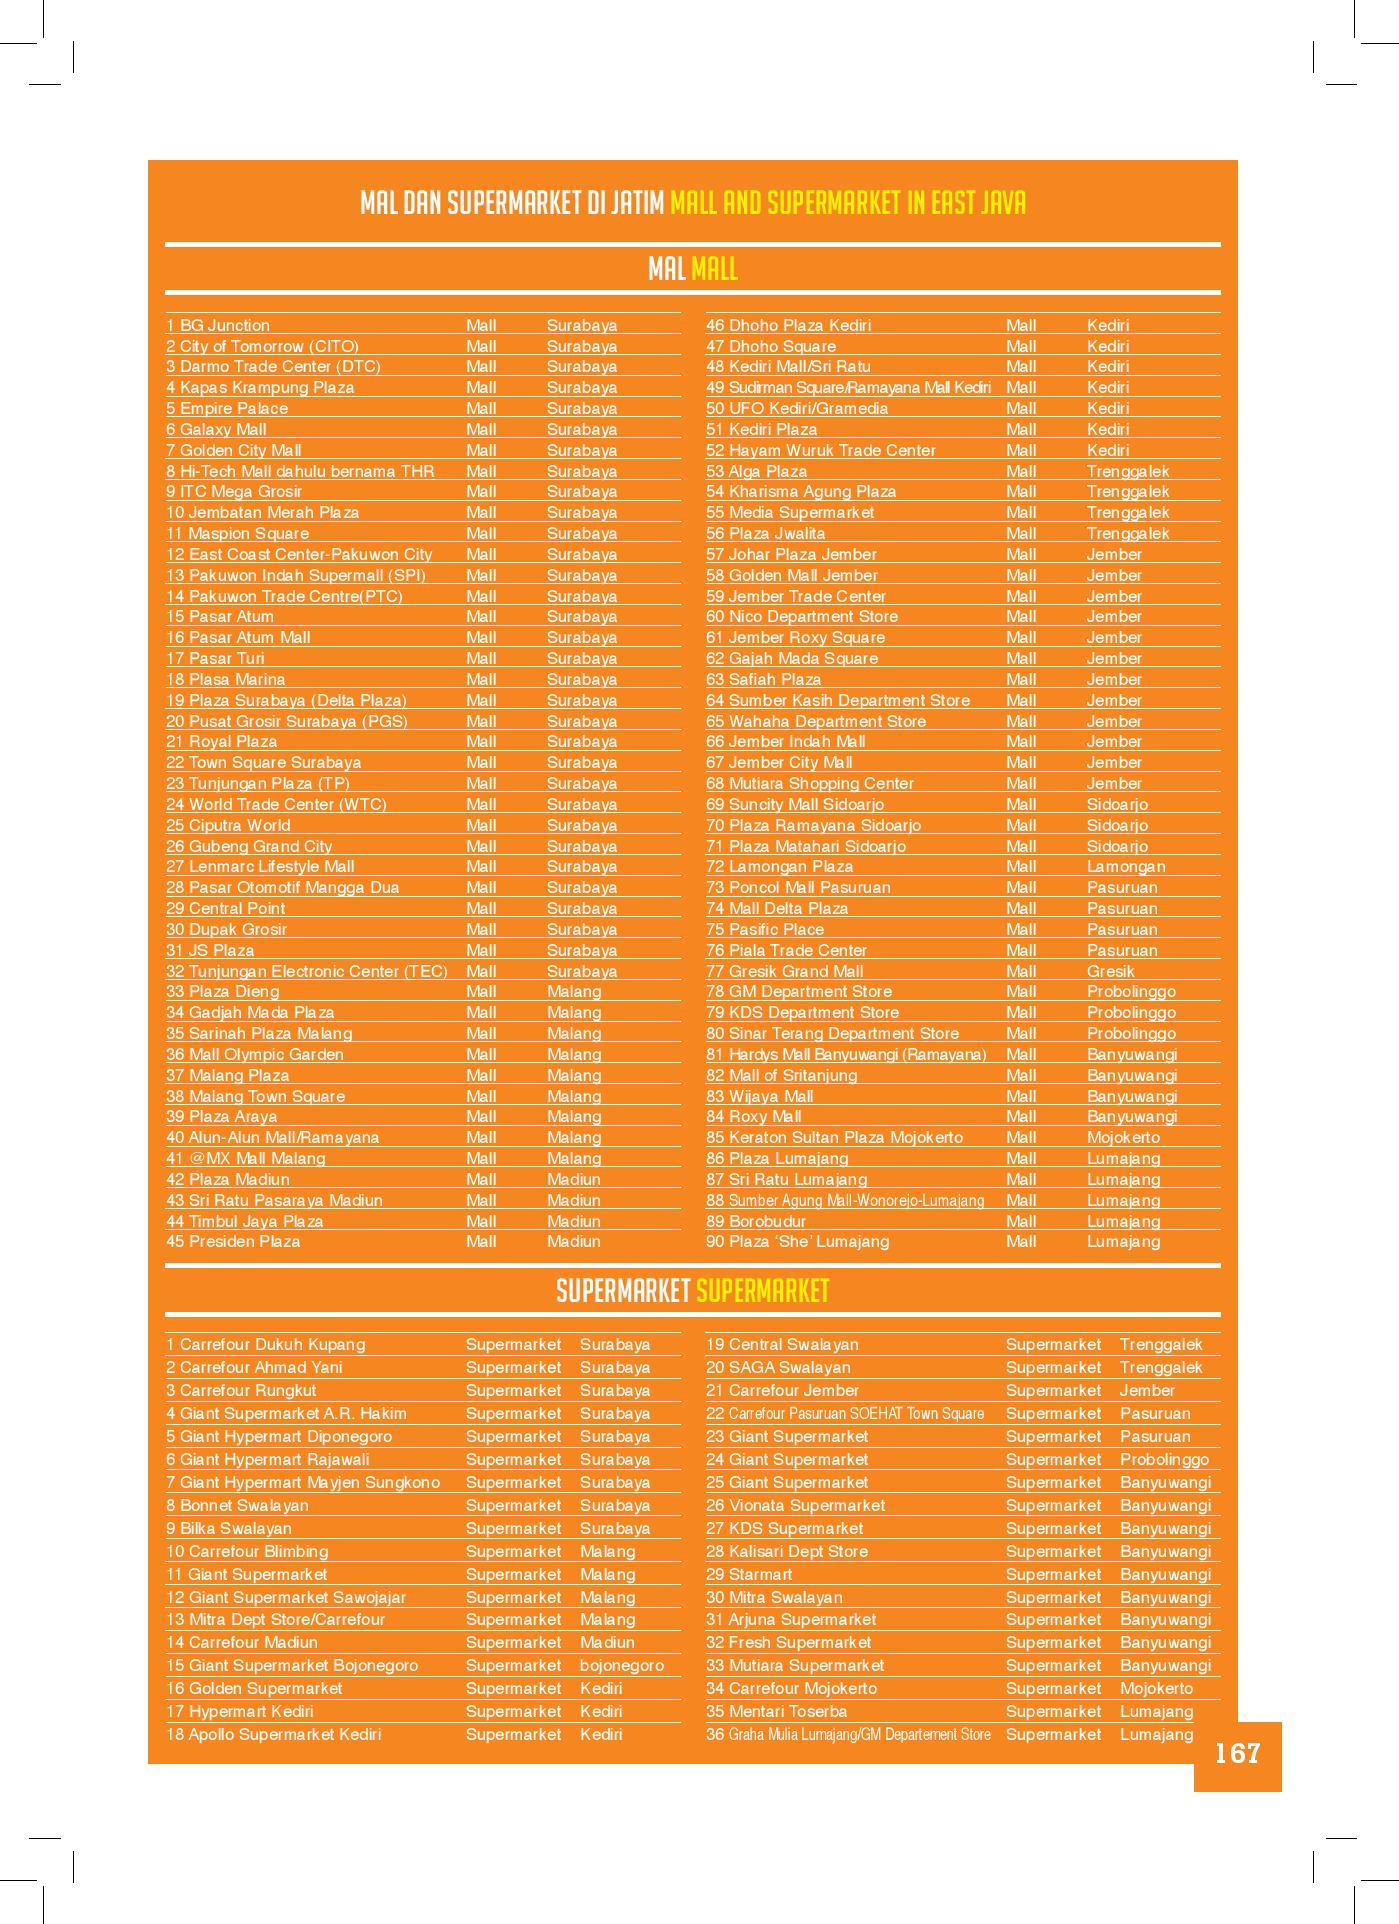 MAL DAN SUPERMARKET DI JATIM MALL AND SUPERMARKET IN EAST JAVA
MAL MALL
1 BG Junction Mall Surabaya
2 City of Tomorrow (CITO) Mall Surabaya
3 Darmo Trade Center (DTC) Mall Surabaya
4 Kapas Krampung Plaza Mall Surabaya
5 Empire Palace Mall Surabaya
6 Galaxy Mall Mall Surabaya
7 Golden City Mall Mall Surabaya
8 Hi-Tech Mall dahulu bernama THR Mall Surabaya
9 ITC Mega Grosir Mall Surabaya
10 Jembatan Merah Plaza Mall Surabaya
11 Maspion Square Mall Surabaya
12 East Coast Center-Pakuwon City Mall Surabaya
13 Pakuwon Indah Supermall (SPI) Mall Surabaya
14 Pakuwon Trade Centre(PTC) Mall Surabaya
15 Pasar Atum Mall Surabaya
16 Pasar Atum Mall Mall Surabaya
17 Pasar Turi Mall Surabaya
18 Plasa Marina Mall Surabaya
19 Plaza Surabaya (Delta Plaza) Mall Surabaya
20 Pusat Grosir Surabaya (PGS) Mall Surabaya
21 Royal Plaza Mall Surabaya
22 Town Square Surabaya Mall Surabaya
23 Tunjungan Plaza (TP) Mall Surabaya
24 World Trade Center (WTC) Mall Surabaya
25 Ciputra World Mall Surabaya
26 Gubeng Grand City Mall Surabaya
27 Lenmarc Lifestyle Mall Mall Surabaya
28 Pasar Otomotif Mangga Dua Mall Surabaya
29 Central Point Mall Surabaya
30 Dupak Grosir Mall Surabaya
31 JS Plaza Mall Surabaya
32 Tunjungan Electronic Center (TEC) Mall Surabaya
33 Plaza Dieng Mall Malang
34 Gadjah Mada Plaza Mall Malang
35 Sarinah Plaza Malang Mall Malang
36 Mall Olympic Garden Mall Malang
37 Malang Plaza Mall Malang
38 Malang Town Square Mall Malang
39 Plaza Araya Mall Malang
40 Alun-Alun Mall/Ramayana Mall Malang
41 @MX Mall Malang Mall Malang
42 Plaza Madiun Mall Madiun
43 Sri Ratu Pasaraya Madiun Mall Madiun
44 Timbul Jaya Plaza Mall Madiun
45 Presiden Plaza Mall Madiun
46 Dhoho Plaza Kediri Mall Kediri
47 Dhoho Square Mall Kediri
48 Kediri Mall/Sri Ratu Mall Kediri
49 Sudirman Square/Ramayana Mall Kediri Mall Kediri
50 UFO Kediri/Gramedia Mall Kediri
51 Kediri Plaza Mall Kediri
52 Hayam Wuruk Trade Center Mall Kediri
53 Alga Plaza Mall Trenggalek
54 Kharisma Agung Plaza Mall Trenggalek
55 Media Supermarket Mall Trenggalek
56 Plaza Jwalita Mall Trenggalek
57 Johar Plaza Jember Mall Jember
58 Golden Mall Jember Mall Jember
59 Jember Trade Center Mall Jember
60 Nico Department Store Mall Jember
61 Jember Roxy Square Mall Jember
62 Gajah Mada Square Mall Jember
63 Safiah Plaza Mall Jember
64 Sumber Kasih Department Store Mall Jember
65 Wahaha Department Store Mall Jember
66 Jember Indah Mall Mall Jember
67 Jember City Mall Mall Jember
68 Mutiara Shopping Center Mall Jember
69 Suncity Mall Sidoarjo Mall Sidoarjo
70 Plaza Ramayana Sidoarjo Mall Sidoarjo
71 Plaza Matahari Sidoarjo Mall Sidoarjo
72 Lamongan Plaza Mall Lamongan
73 Poncol Mall Pasuruan Mall Pasuruan
74 Mall Delta Plaza Mall Pasuruan
75 Pasific Place Mall Pasuruan
76 Piala Trade Center Mall Pasuruan
77 Gresik Grand Mall Mall Gresik
78 GM Department Store Mall Probolinggo
79 KDS Department Store Mall Probolinggo
80 Sinar Terang Department Store Mall Probolinggo
81 Hardys Mall Banyuwangi (Ramayana) Mall Banyuwangi
82 Mall of Sritanjung Mall Banyuwangi
83 Wijaya Mall Mall Banyuwangi
84 Roxy Mall Mall Banyuwangi
85 Keraton Sultan Plaza Mojokerto Mall Mojokerto
86 Plaza Lumajang Mall Lumajang
87 Sri Ratu Lumajang Mall Lumajang
88 Sumber Agung Mall-Wonorejo-Lumajang Mall Lumajang
89 Borobudur Mall Lumajang
90 Plaza ‘She’ Lumajang Mall Lumajang
SUPERMARKET SUPERMARKET
1 Carrefour Dukuh Kupang Supermarket Surabaya
2 Carrefour Ahmad Yani Supermarket Surabaya
3 Carrefour Rungkut Supermarket Surabaya
4 Giant Supermarket A.R. Hakim Supermarket Surabaya
5 Giant Hypermart Diponegoro Supermarket Surabaya
6 Giant Hypermart Rajawali Supermarket Surabaya
7 Giant Hypermart Mayjen Sungkono Supermarket Surabaya
8 Bonnet Swalayan Supermarket Surabaya
9 Bilka Swalayan Supermarket Surabaya
10 Carrefour Blimbing Supermarket Malang
11 Giant Supermarket Supermarket Malang
12 Giant Supermarket Sawojajar Supermarket Malang
13 Mitra Dept Store/Carrefour Supermarket Malang
14 Carrefour Madiun Supermarket Madiun
15 Giant Supermarket Bojonegoro Supermarket bojonegoro
16 Golden Supermarket Supermarket Kediri
17 Hypermart Kediri Supermarket Kediri
18 Apollo Supermarket Kediri Supermarket Kediri
19 Central Swalayan Supermarket Trenggalek
20 SAGA Swalayan Supermarket Trenggalek
21 Carrefour Jember Supermarket Jember
22 Carrefour Pasuruan SOEHAT Town Square Supermarket Pasuruan
23 Giant Supermarket Supermarket Pasuruan
24 Giant Supermarket Supermarket Probolinggo
25 Giant Supermarket Supermarket Banyuwangi
26 Vionata Supermarket Supermarket Banyuwangi
27 KDS Supermarket Supermarket Banyuwangi
28 Kalisari Dept Store Supermarket Banyuwangi
29 Starmart Supermarket Banyuwangi
30 Mitra Swalayan Supermarket Banyuwangi
31 Arjuna Supermarket Supermarket Banyuwangi
32 Fresh Supermarket Supermarket Banyuwangi
33 Mutiara Supermarket Supermarket Banyuwangi
34 Carrefour Mojokerto Supermarket Mojokerto
35 Mentari Toserba Supermarket Lumajang
36 Graha Mulia Lumajang/GM Departement Store Supermarket Lumajang
167